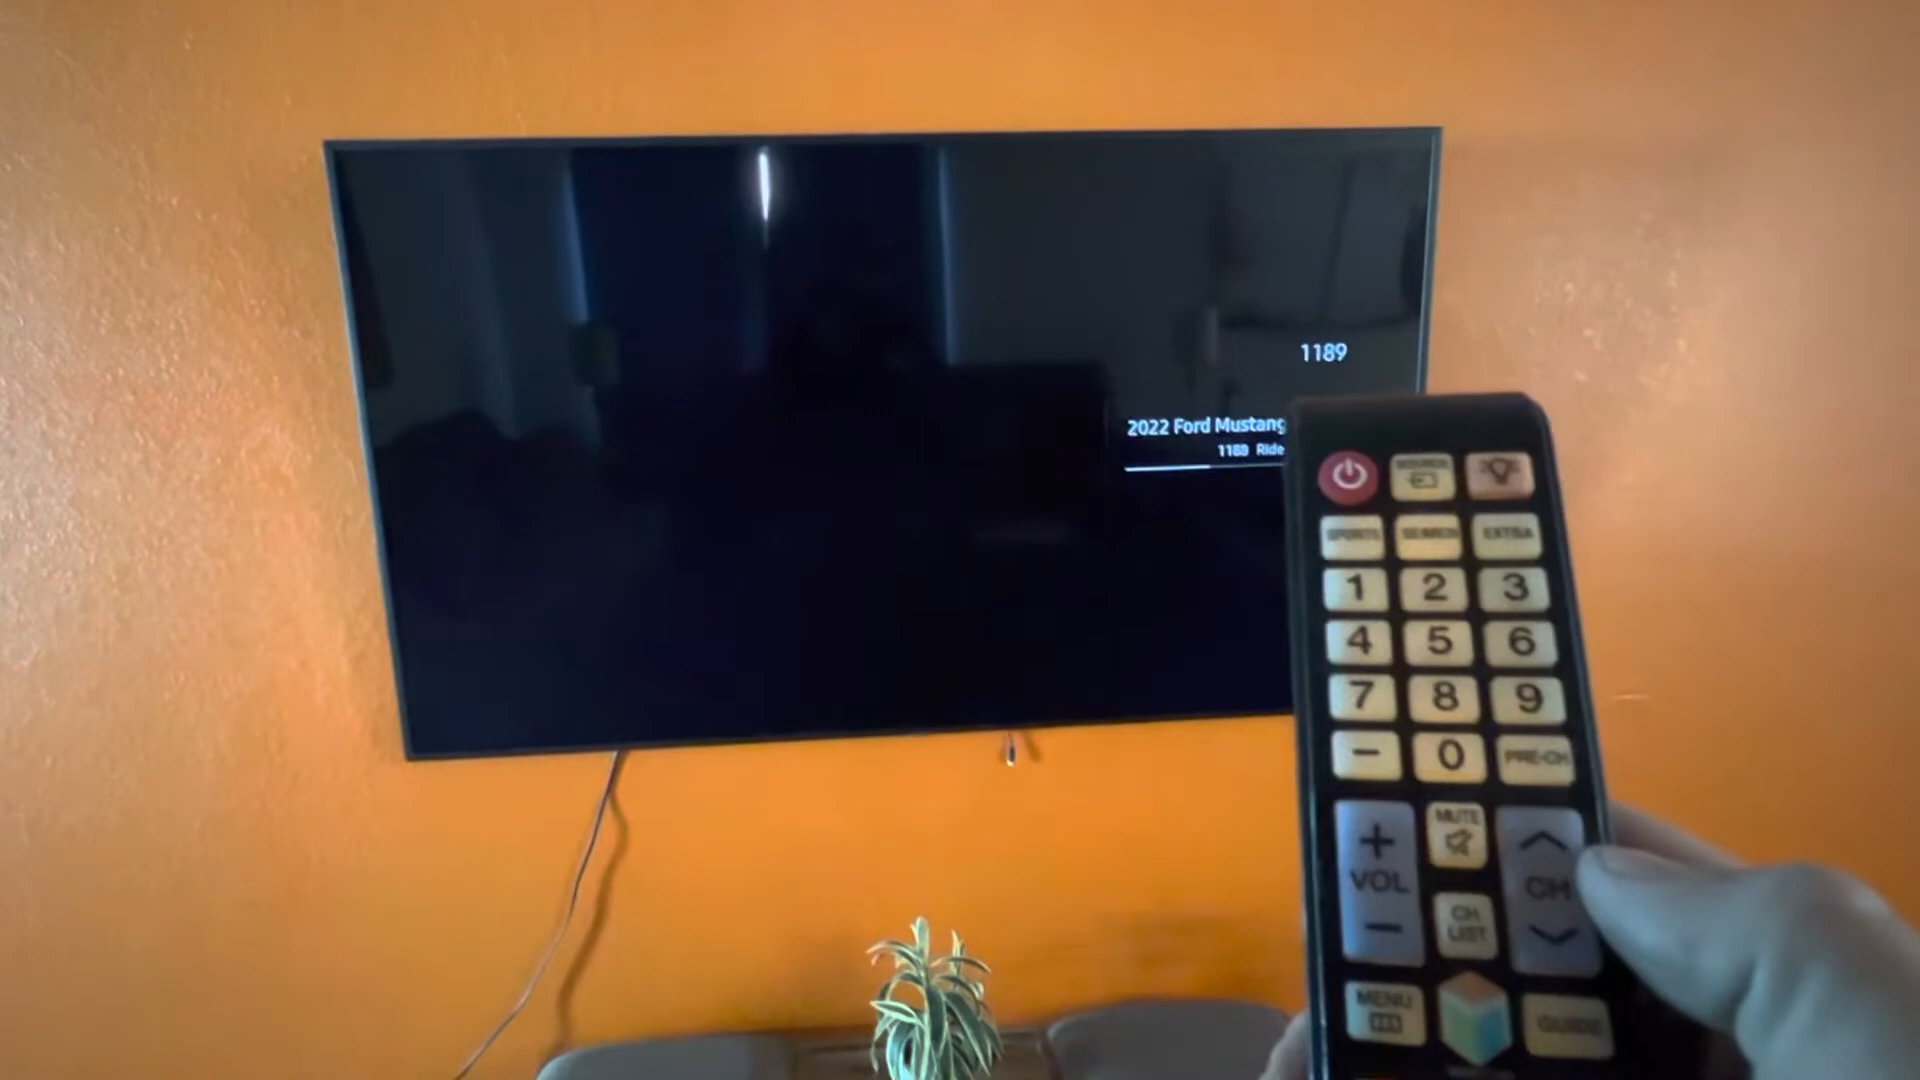 1189
2022 Ford Mustang
1188 Ride
SOURCE
SPORTS SEARCH EXTRA
1 2 3
4 5 6
7 8 9
— 0 PRE-CH
+ MUTE
VOL CH
— CH
LIST
MENU GUIDE